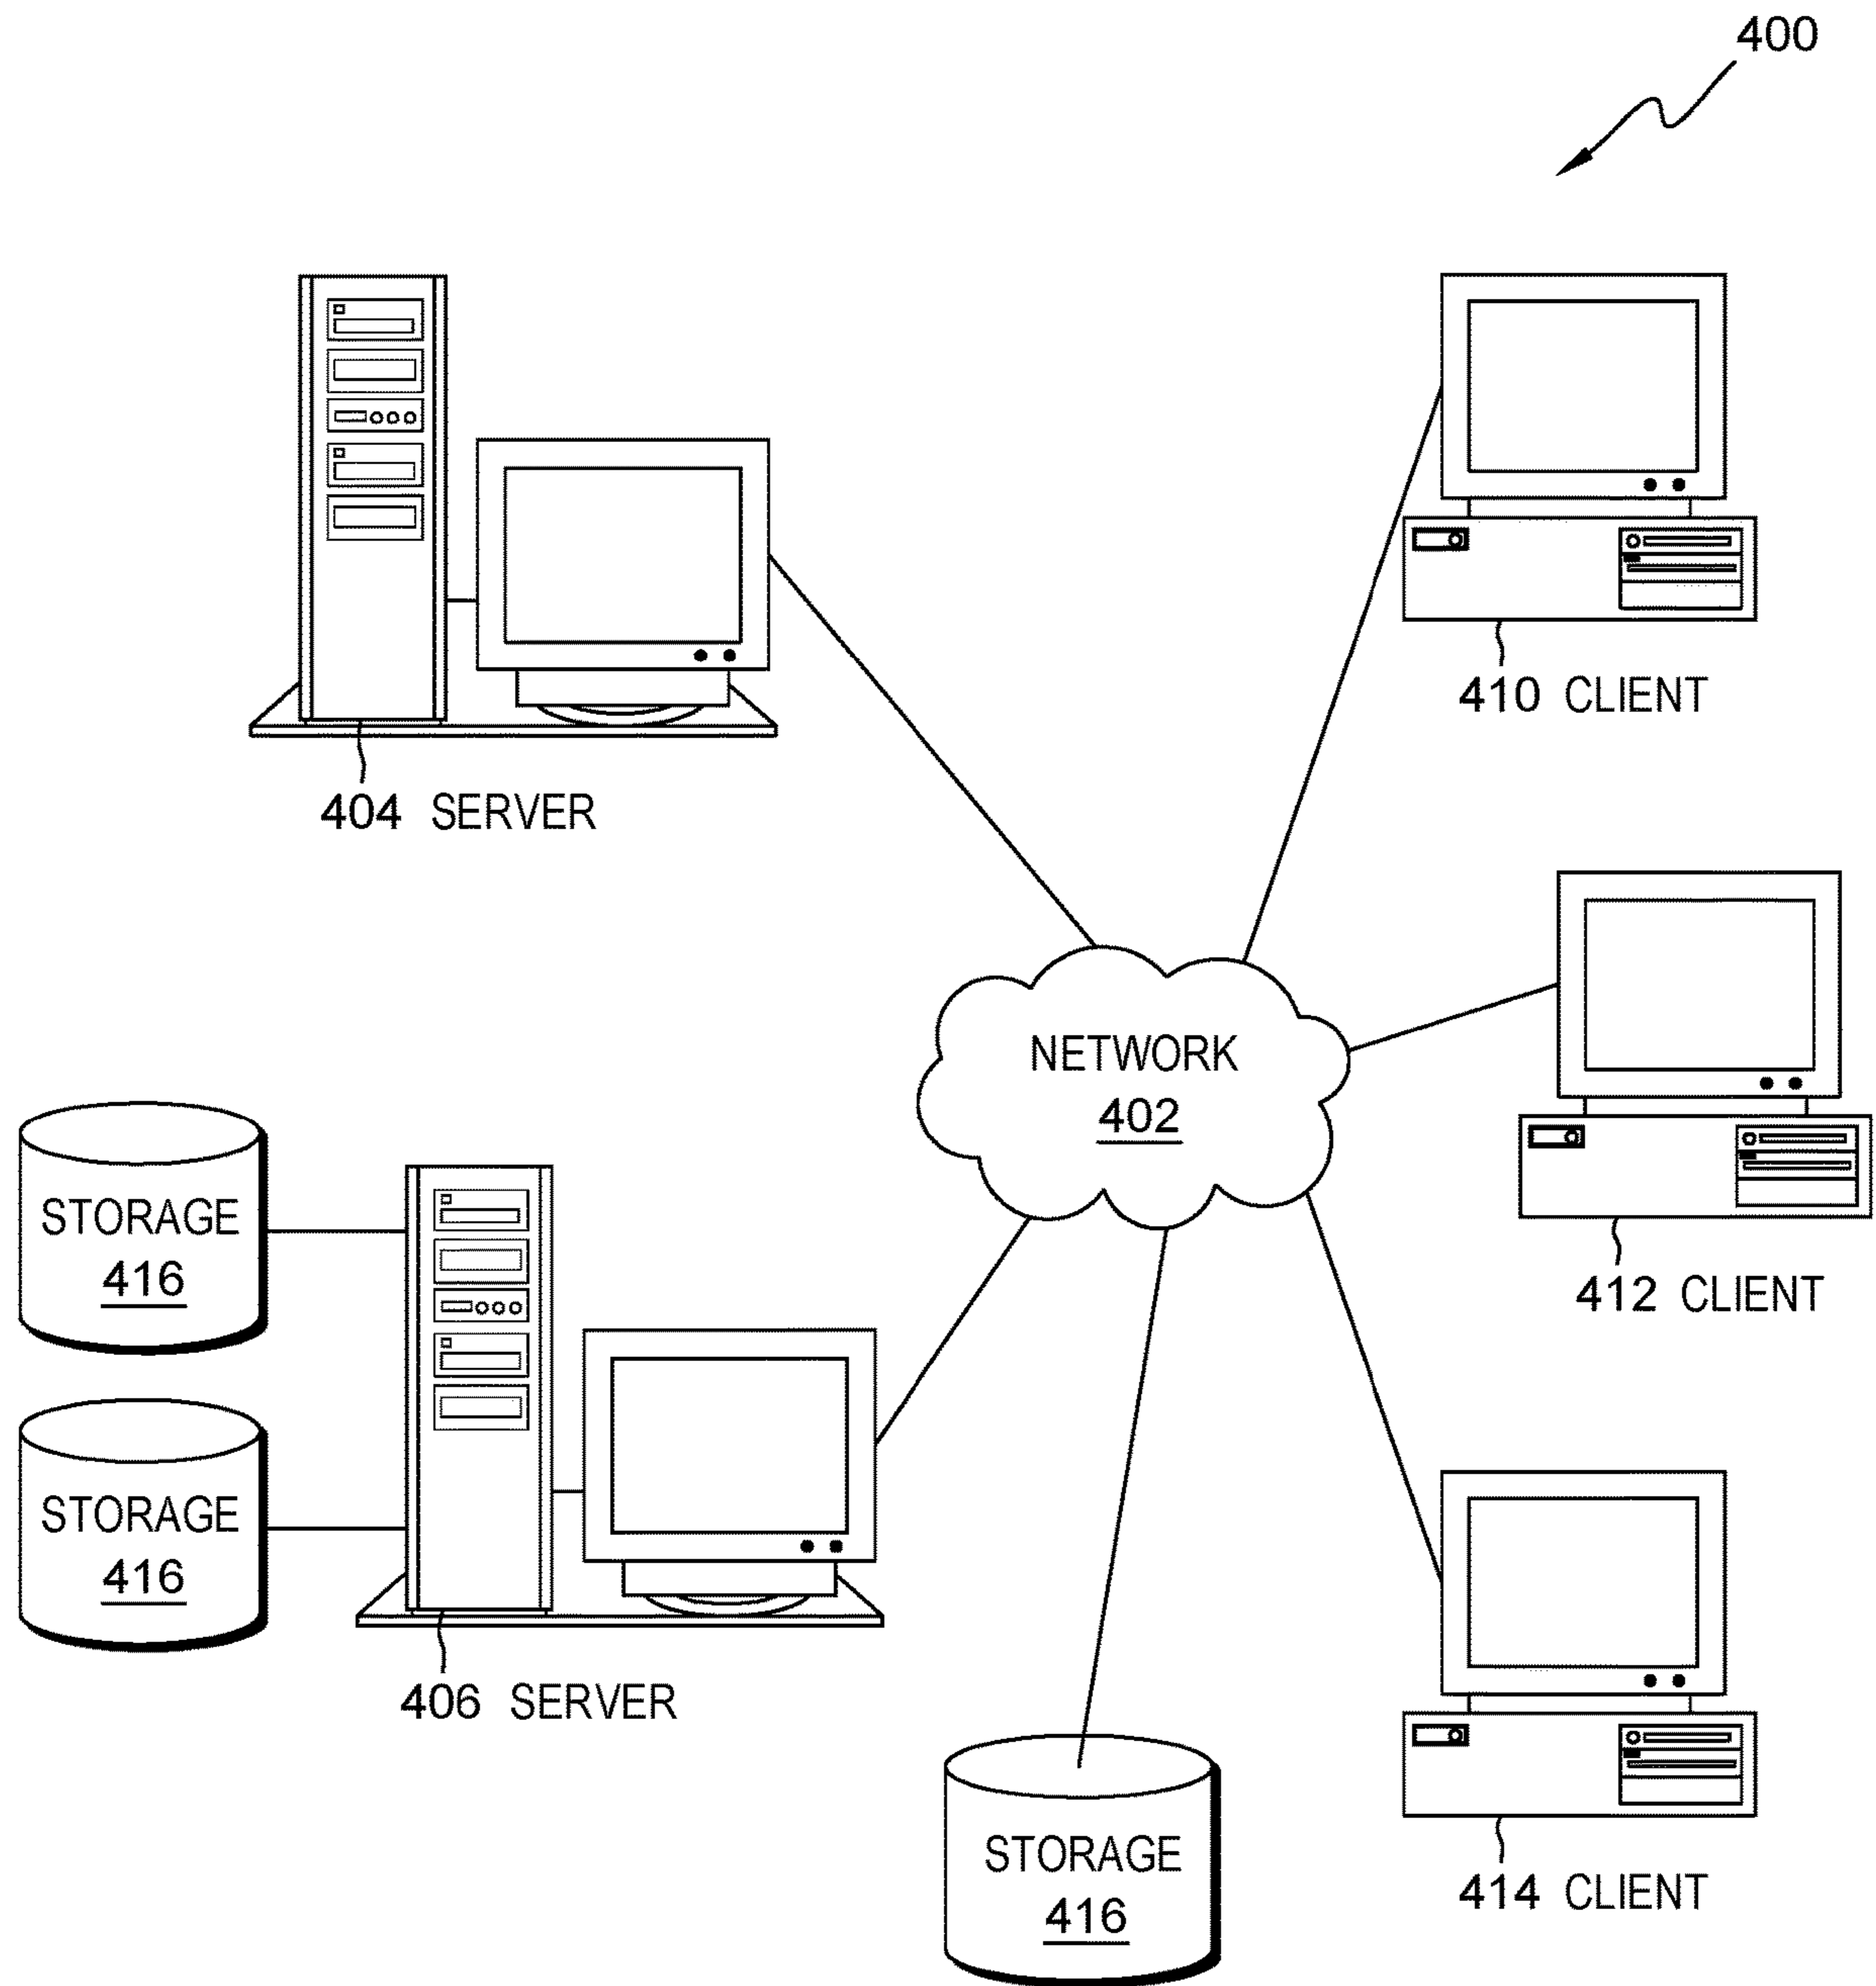 400
410 CLIENT
404 SERVER
NETWORK
402
STORAGE
416
412 CLIENT
STORAGE
416
406 SERVER
STORAGE
416
414 CLIENT